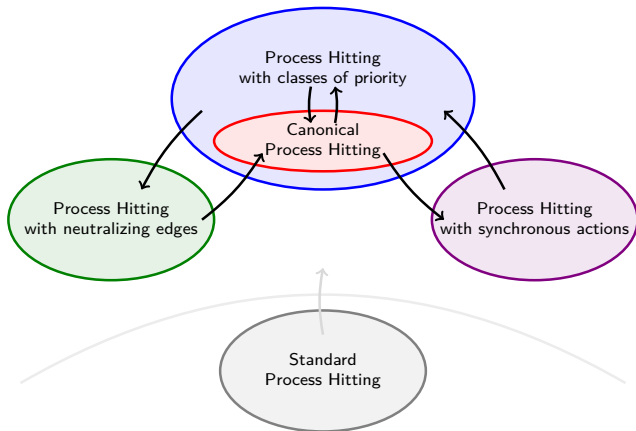 Process Hitting
with classes of priority
Canonical
Process Hitting
Process Hitting
with neutralizing edges
Process Hitting
with synchronous actions
Standard
Process Hitting